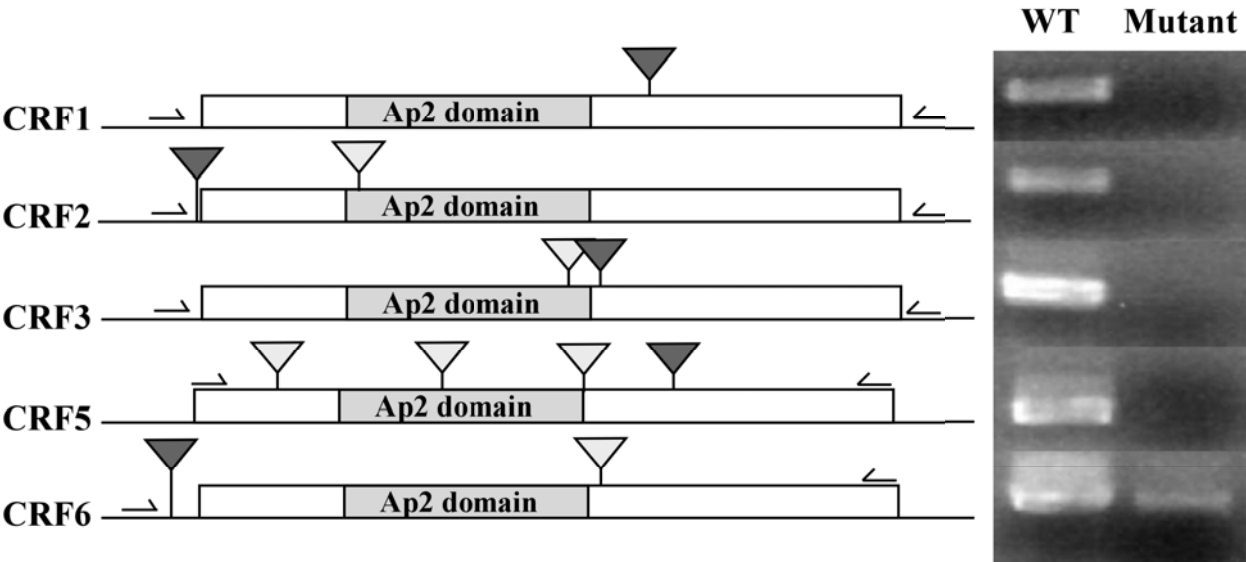 WT Mutant
CRF1 Ap2 domain
CRF2 Ap2 domain
CRF3 Ap2 domain
CRF5 Ap2 domain
CRF6 Ap2 domain